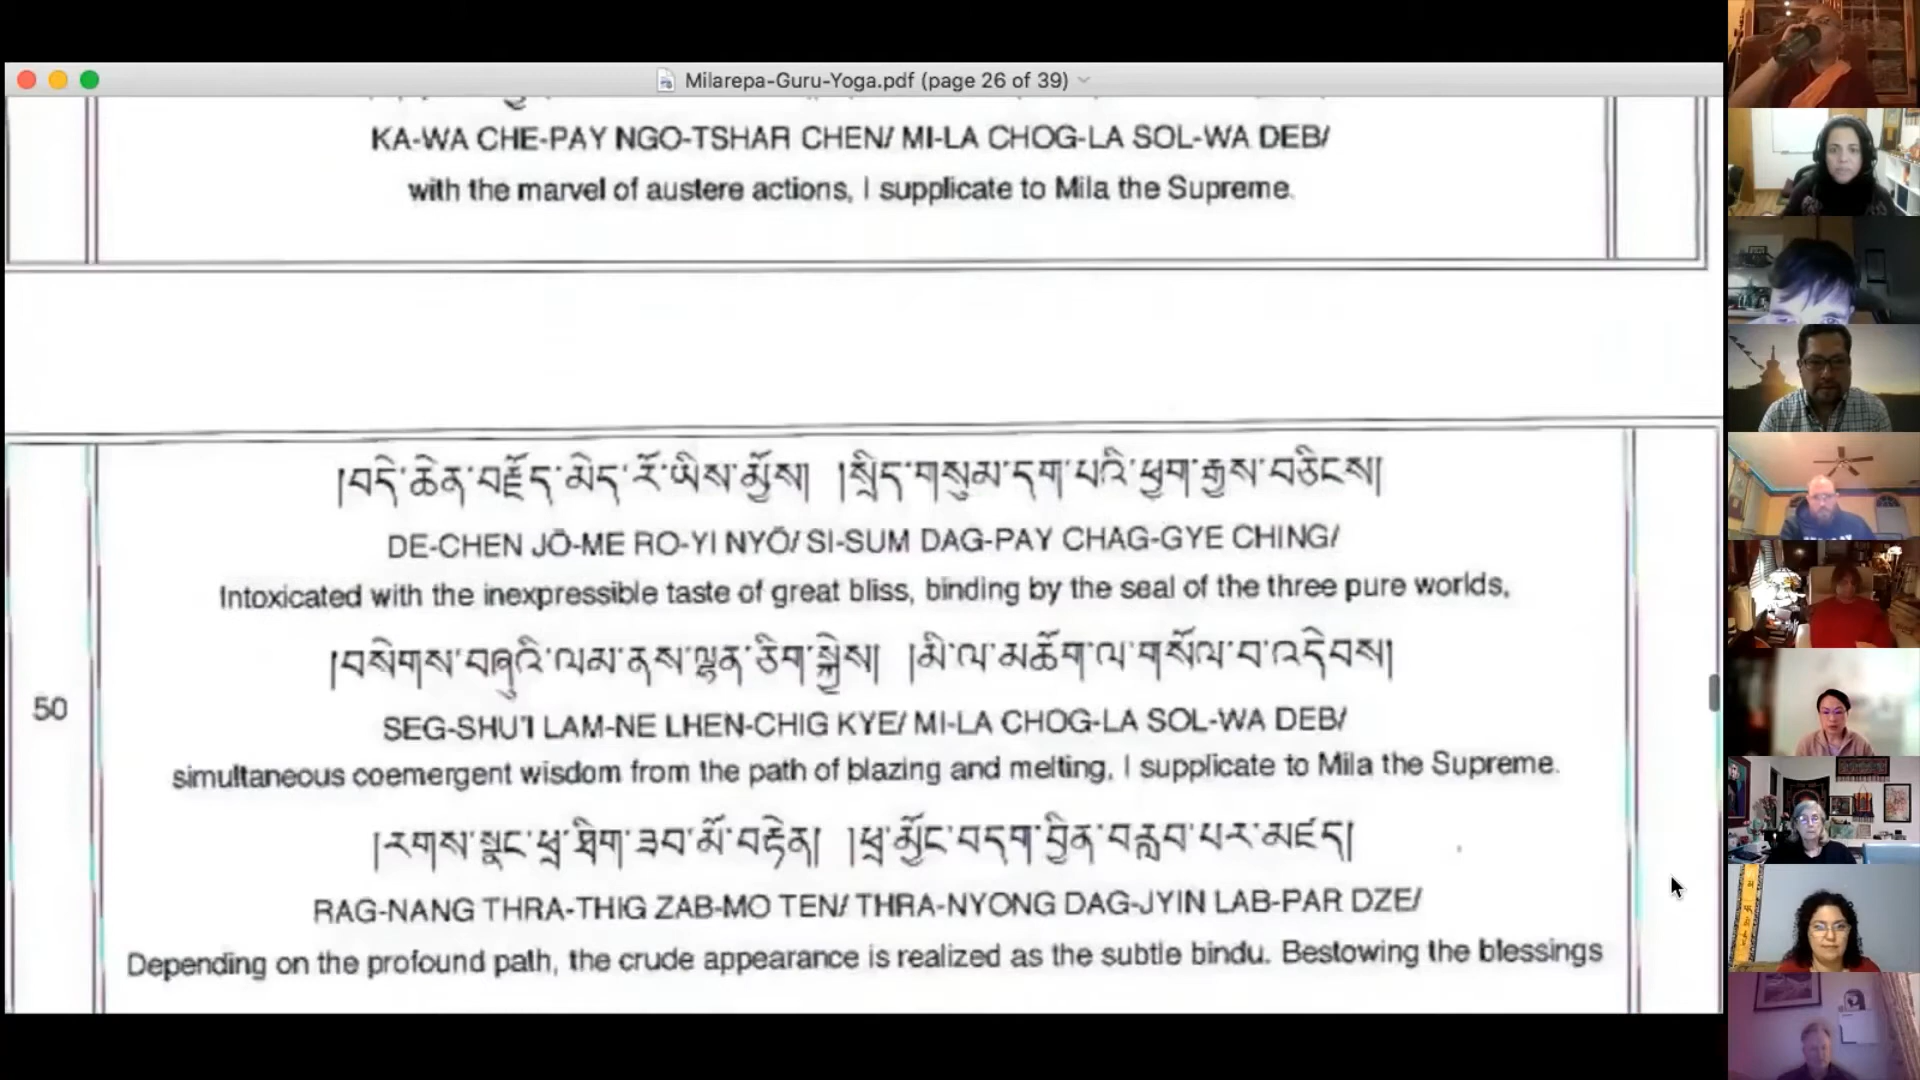 Milarepa-Guru-Yoga.pdf (page 26 of 39)
KA-WA CHE-PAY NGO-TSHAR CHEN/ MI-LA CHOG-LA SOL-WA DEB/
with the marvel of austere actions, I supplicate to Mila the Supreme.
།བདེ་ཆེན་བརྗོད་མེད་རོ་ཡིས་མྱོས། །སྲིད་གསུམ་དག་པའི་ཕྱག་རྒྱས་བཅིངས།
DE-CHEN JÖ-ME RO-YI NYÖ/ SI-SUM DAG-PAY CHAG-GYE CHING/
Intoxicated with the inexpressible taste of great bliss, binding by the seal of the three pure worlds,
།བསེགས་བཞུའི་ལམ་ནས་ལྷན་ཅིག་སྐྱེས། །མི་ལ་མཆོག་ལ་གསོལ་བ་འདེབས།
50
SEG-SHU'I LAM-NE LHEN-CHIG KYE/ MI-LA CHOG-LA SOL-WA DEB/
simultaneous coemergent wisdom from the path of blazing and melting, I supplicate to Mila the Supreme.
།རགས་སྣང་ཕྲ་ཐིག་ཟབ་མོ་བརྟེན། །ཕྲ་མྱོང་བདག་བྱིན་བརླབ་པར་མཛད།
RAG-NANG THRA-THIG ZAB-MO TEN/ THRA-NYONG DAG-JYIN LAB-PAR DZE/
Depending on the profound path, the crude appearance is realized as the subtle bindu. Bestowing the blessings